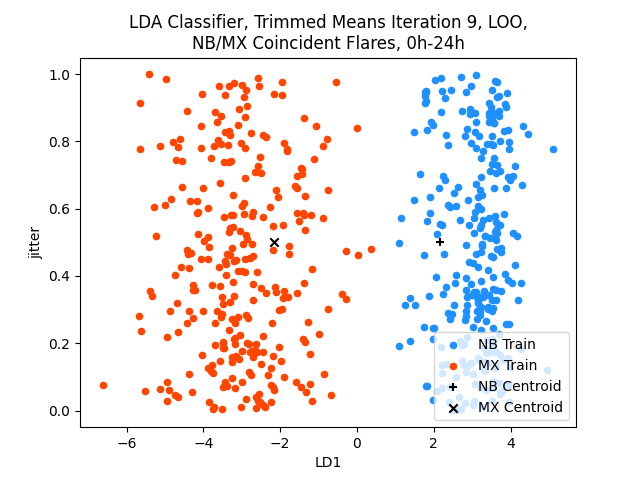 LDA Classifier, Trimmed Means Iteration 9, LOO,
NB/MX Coincident Flares, 0h-24h
1.0
0.8
0.6
0.4
0.2
0.0
jitter
−6
−4
−2
0
2
4
LD1
NB Train
MX Train
NB Centroid
MX Centroid